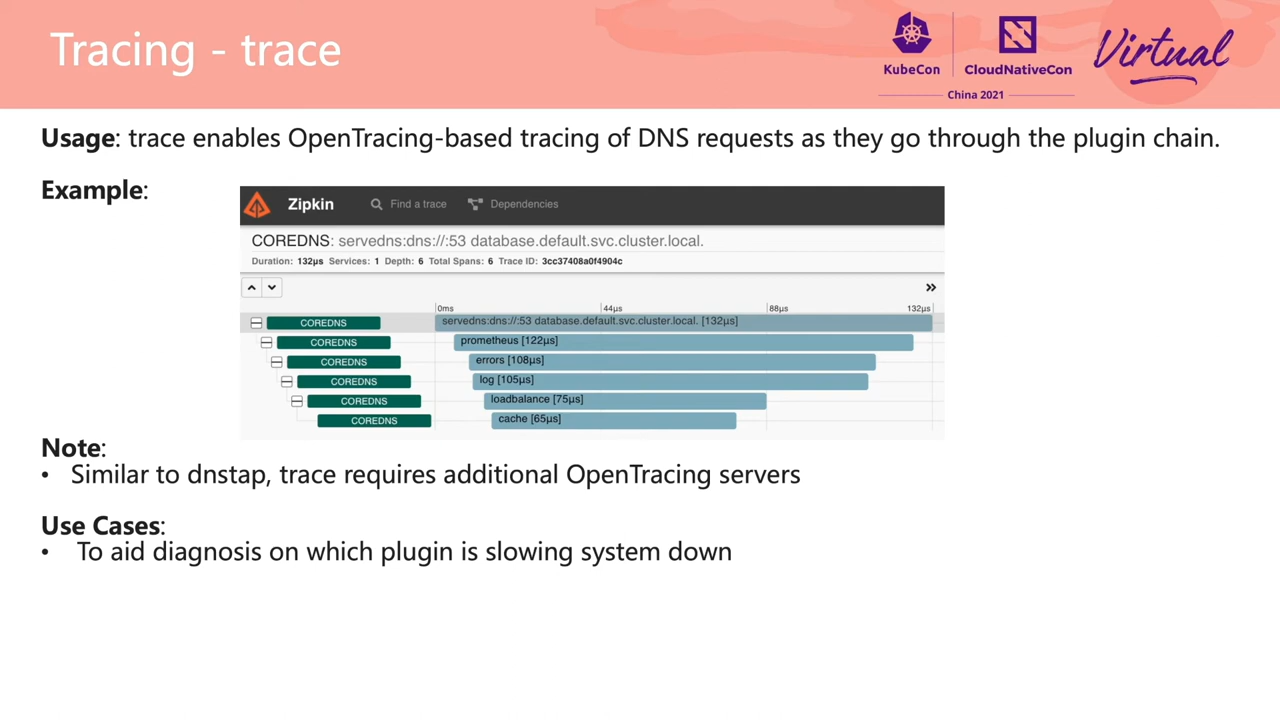 Tracing - trace
KubeCon
CloudNativeCon
China 2021
Virtual
Usage: trace enables OpenTracing-based tracing of DNS requests as they go through the plugin chain.
Example:
Zipkin
Find a trace
Dependencies
COREDNS: servedns:dns://:53 database.default.svc.cluster.local.
Duration: 132µs Services: 1 Depth: 6 Total Spans: 6 Trace ID: 3cc37408a0f4904c
0ms 44µs 88µs 132µs
COREDNS servedns:dns://:53 database.default.svc.cluster.local. [132µs]
COREDNS prometheus [122µs]
COREDNS errors [108µs]
COREDNS log [105µs]
COREDNS loadbalance [75µs]
COREDNS cache [65µs]
Note:
• Similar to dnstap, trace requires additional OpenTracing servers
Use Cases:
• To aid diagnosis on which plugin is slowing system down